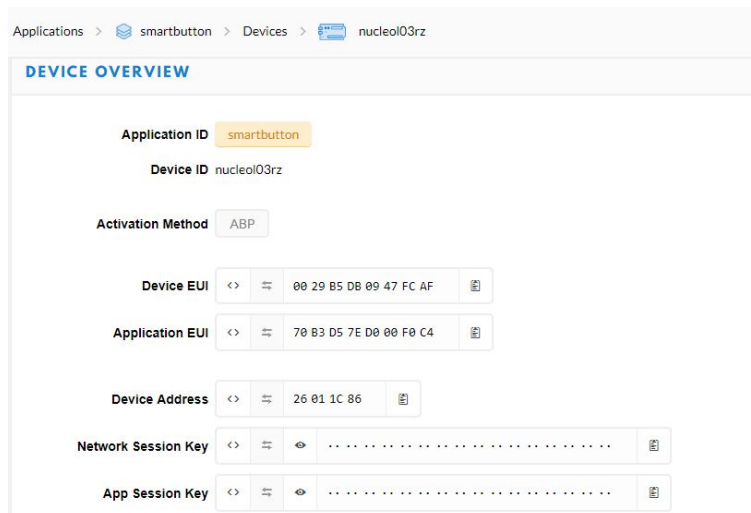 Applications > smartbutton > Devices > nucleol03rz
DEVICE OVERVIEW
Application ID smartbutton
Device ID nucleol03rz
Activation Method ABP
Device EUI <> 00 29 B5 DB 09 47 FC AF
Application EUI <> 70 B3 D5 7E D0 00 F0 C4
Device Address <> 26 01 1C 86
Network Session Key <> ·· ·· ·· ·· ·· ·· ·· ·· ·· ·· ·· ·· ·· ·· ·· ··
App Session Key <> ·· ·· ·· ·· ·· ·· ·· ·· ·· ·· ·· ·· ·· ·· ·· ··